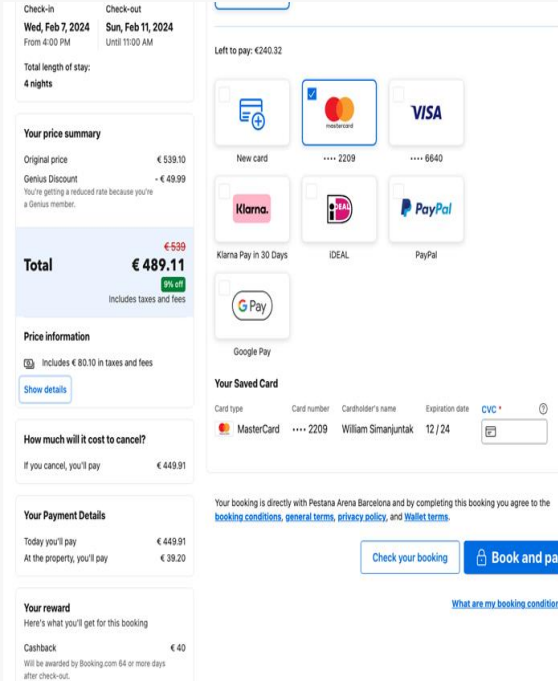 Check-in
Check-out
Wed, Feb 7, 2024
Sun, Feb 11, 2024
From 4:00 PM
Until 11:00 AM
Total length of stay:
4 nights
Your price summary
Original price € 539.10
Genius Discount - € 49.99
You're getting a reduced rate because you're
a Genius member.
€ 539
Total € 489.11
9% off
Includes taxes and fees
Price information
Includes € 80.10 in taxes and fees
Show details
How much will it cost to cancel?
If you cancel, you'll pay € 449.91
Your Payment Details
Today you'll pay € 449.91
At the property, you'll pay € 39.20
Your reward
Here's what you'll get for this booking
Cashback € 40
Will be awarded by Booking.com 64 or more days
after check-out.
Left to pay: €240.32
mastercard
VISA
New card
•••• 2209
•••• 6640
Klarna.
iDEAL
PayPal
Klarna Pay in 30 Days
iDEAL
PayPal
G Pay
Google Pay
Your Saved Card
Card type
Card number
Cardholder's name
Expiration date
CVC *
MasterCard
•••• 2209
William Simanjuntak
12 / 24
Your booking is directly with Pestana Arena Barcelona and by completing this booking you agree to the
booking conditions, general terms, privacy policy, and Wallet terms.
Check your booking
Book and pa
What are my booking condition